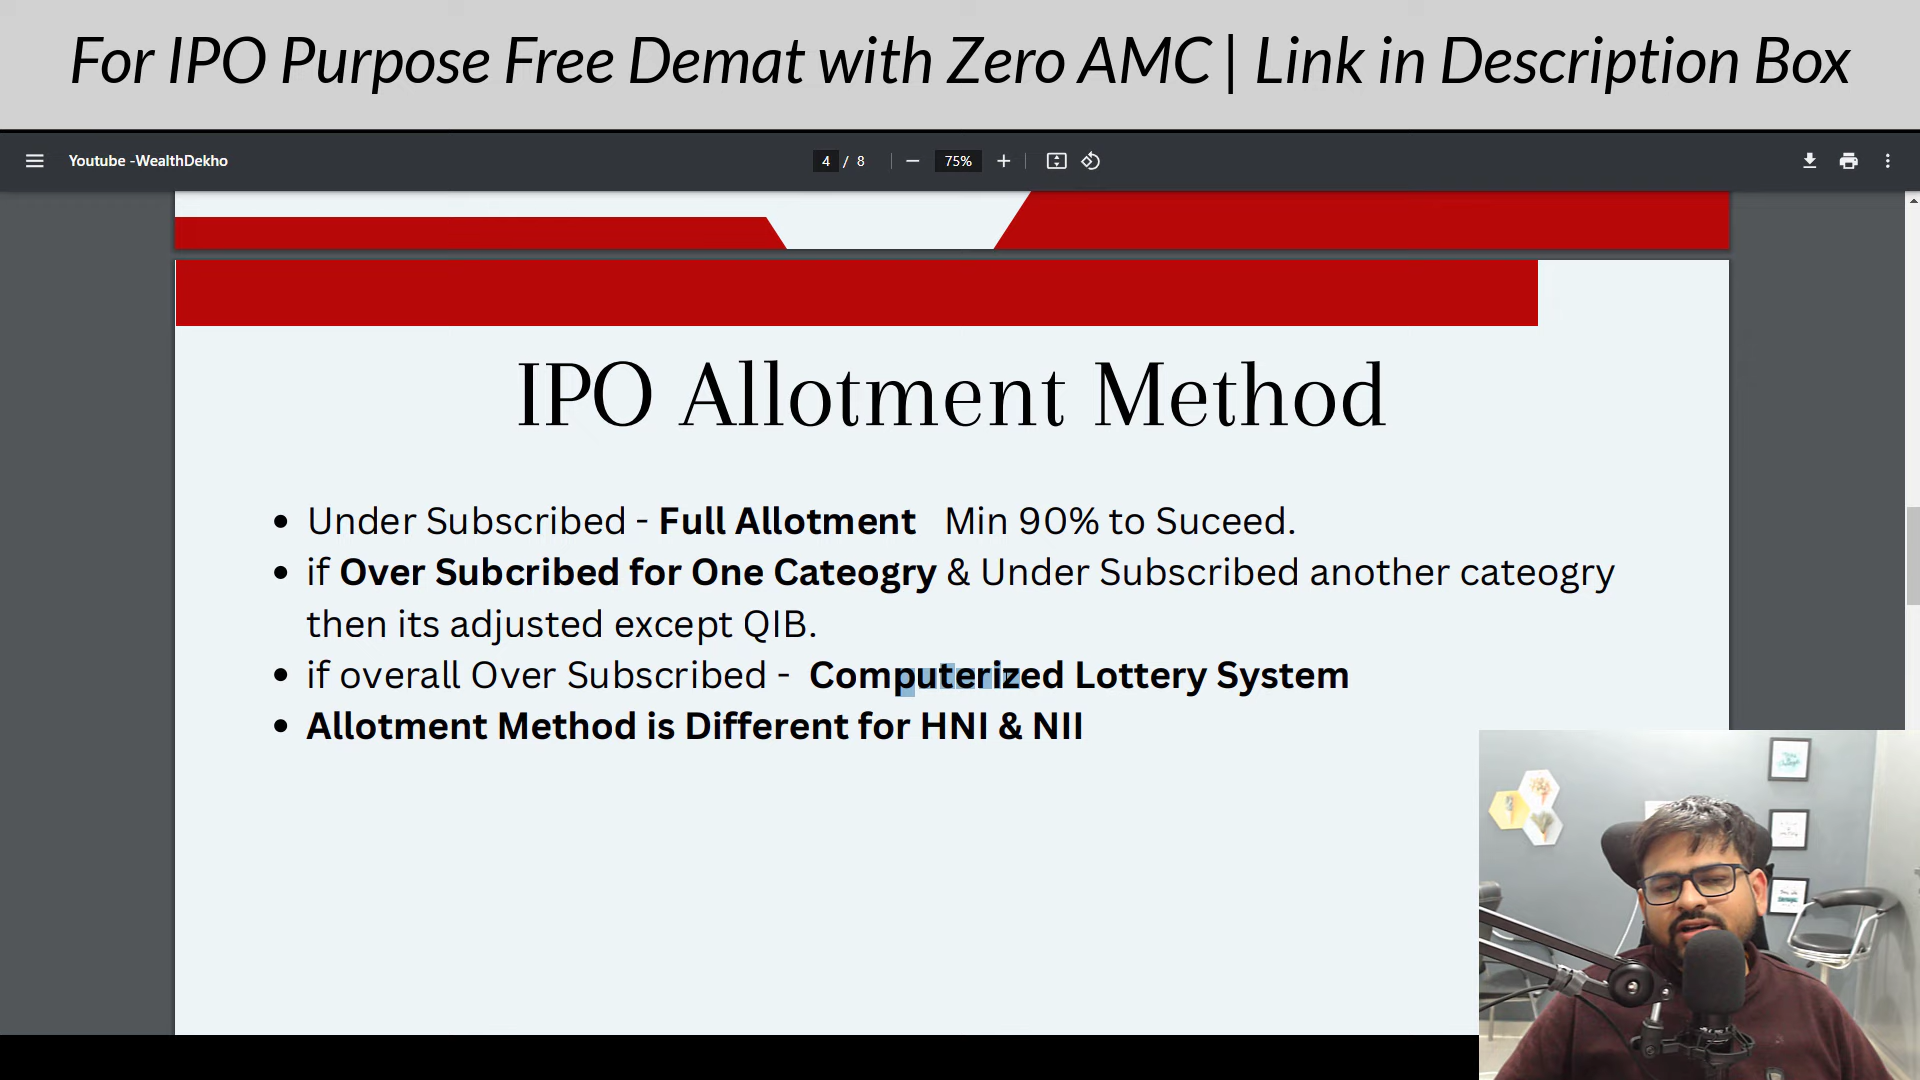 For IPO Purpose Free Demat with Zero AMC | Link in Description Box
Youtube -WealthDekho
4 / 8
75%
IPO Allotment Method
• Under Subscribed - Full Allotment Min 90% to Suceed.
• if Over Subcribed for One Cateogry & Under Subscribed another cateogry
then its adjusted except QIB.
• if overall Over Subscribed - Computerized Lottery System
• Allotment Method is Different for HNI & NII